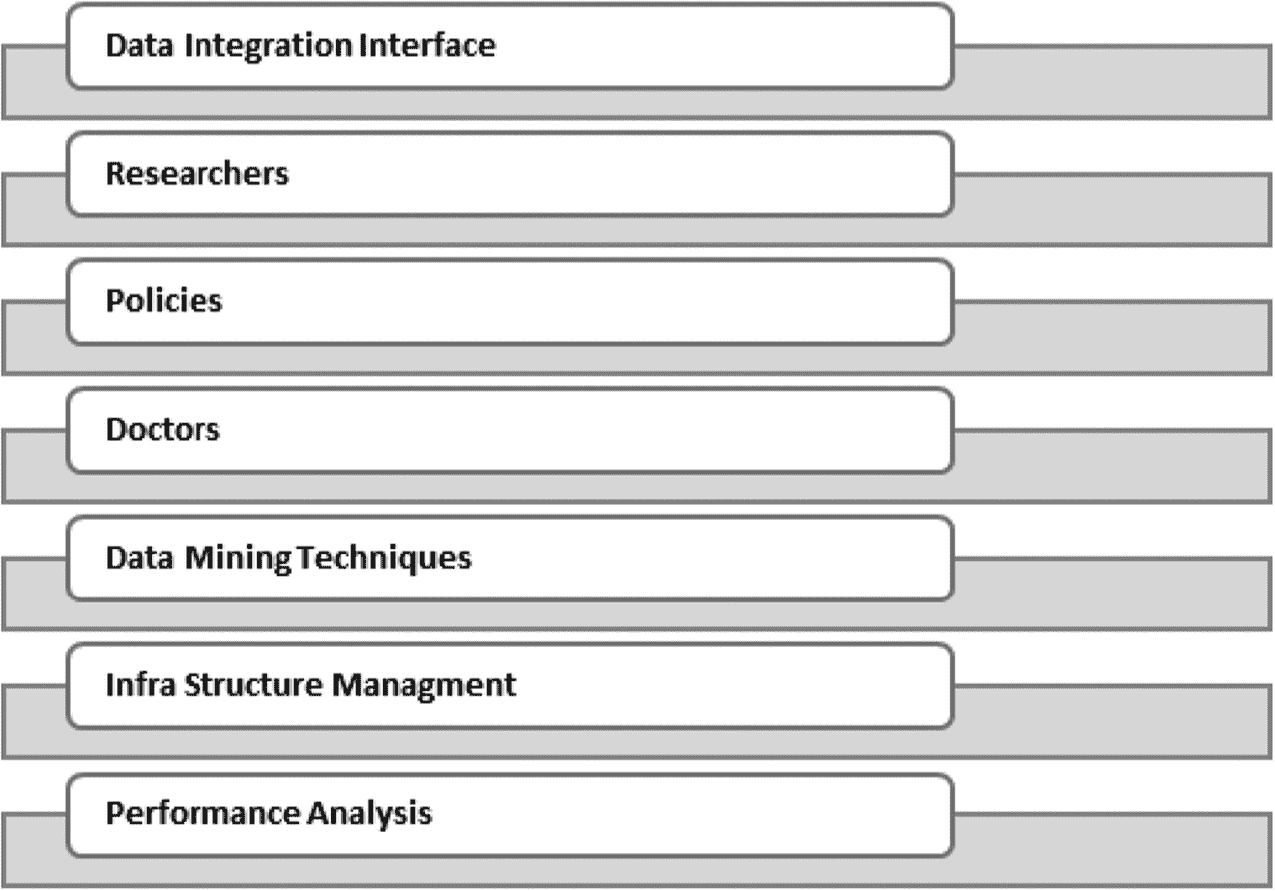 Data Integration Interface
Researchers
Policies
Doctors
Data Mining Techniques
Infra Structure Managment
Performance Analysis